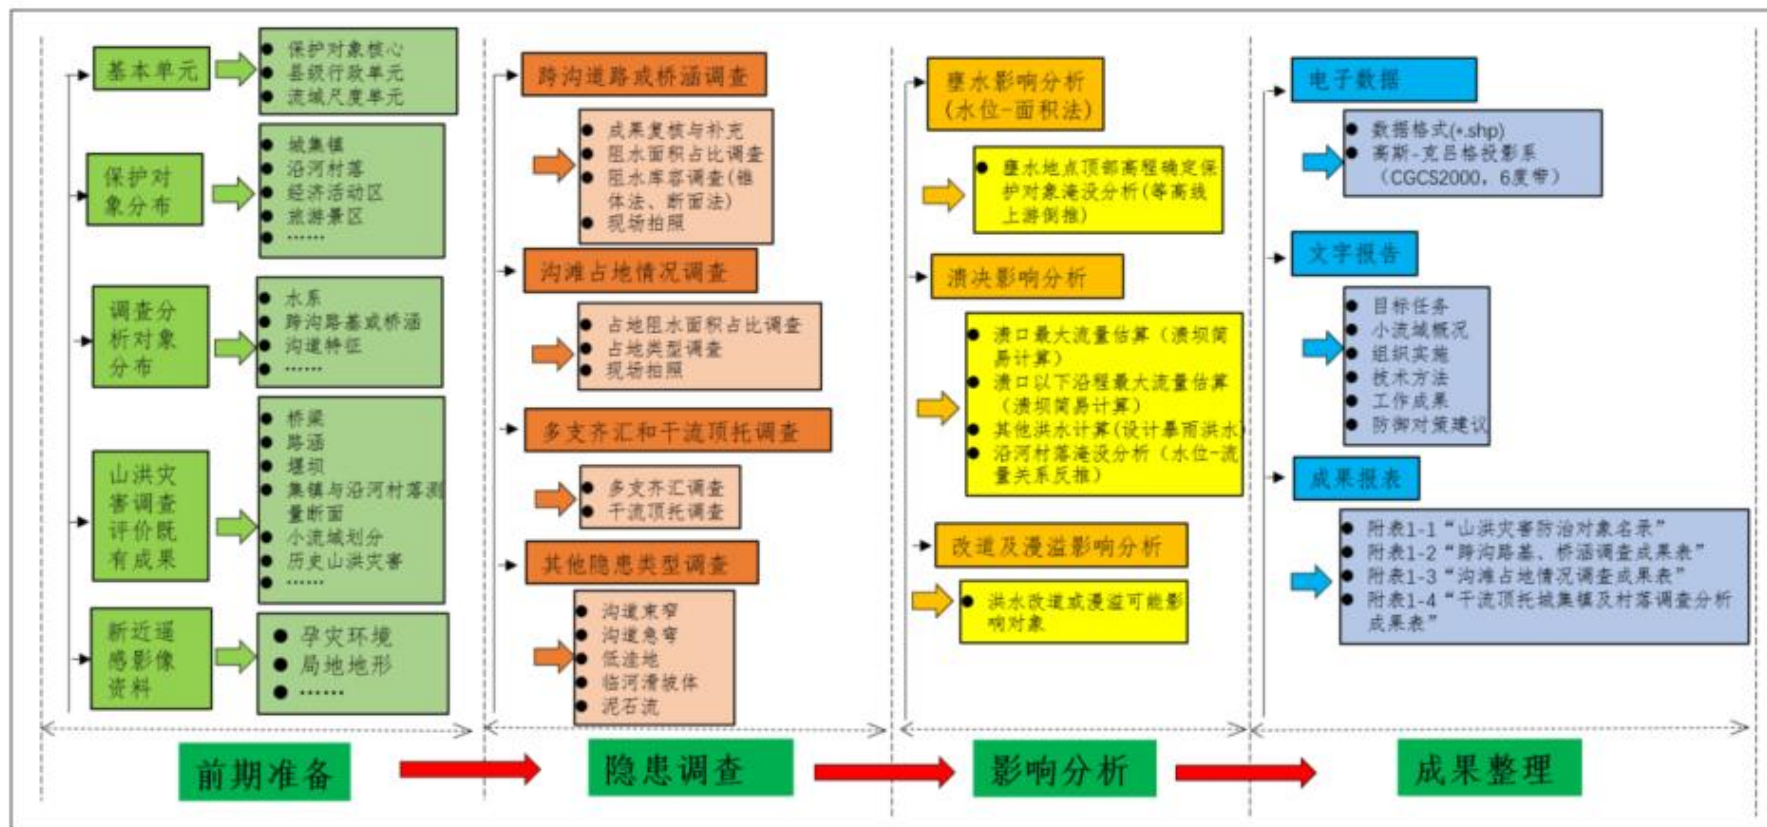 基本单元
保护对象核心
县级行政单元
流域尺度单元
保护对
象分布
城集镇
沿河村落
经济活动区
旅游景区
……
调查分
析对象
分布
水系
跨沟路基或桥涵
沟道特征
……
山洪灾
害调查
评价既
有成果
桥梁
路涵
堰坝
集镇与沿河村落测
量断面
小流域划分
历史山洪灾害
……
新近遥
感影像
资料
孕灾环境
局地地形
……
前期准备
跨沟道路或桥涵调查
成果复核与补充
阻水面积占比调查
阻水库容调查(锥
体法、断面法)
现场拍照
沟滩占地情况调查
占地阻水面积占比调查
占地类型调查
现场拍照
多支齐汇和干流顶托调查
多支齐汇调查
干流顶托调查
其他隐患类型调查
沟道束窄
沟道急弯
低洼地
临河滑坡体
泥石流
隐患调查
壅水影响分析
(水位-面积法)
壅水地点顶部高程确定保
护对象淹没分析(等高线
上游倒推)
溃决影响分析
溃口最大流量估算（溃坝简
易计算）
溃口以下沿程最大流量估算
（溃坝简易计算）
其他洪水计算(设计暴雨洪水)
沿河村落淹没分析（水位-流
量关系反推）
改道及漫溢影响分析
洪水改道或漫溢可能影
响对象
影响分析
电子数据
数据格式(*.shp)
高斯-克吕格投影系
（CGCS2000，6度带）
文字报告
目标任务
小流域概况
组织实施
技术方法
工作成果
防御对策建议
成果报表
附表1-1“山洪灾害防治对象名录”
附表1-2“跨沟路基、桥涵调查成果表”
附表1-3“沟滩占地情况调查成果表”
附表1-4“干流顶托城集镇及村落调查分析
成果表”
成果整理